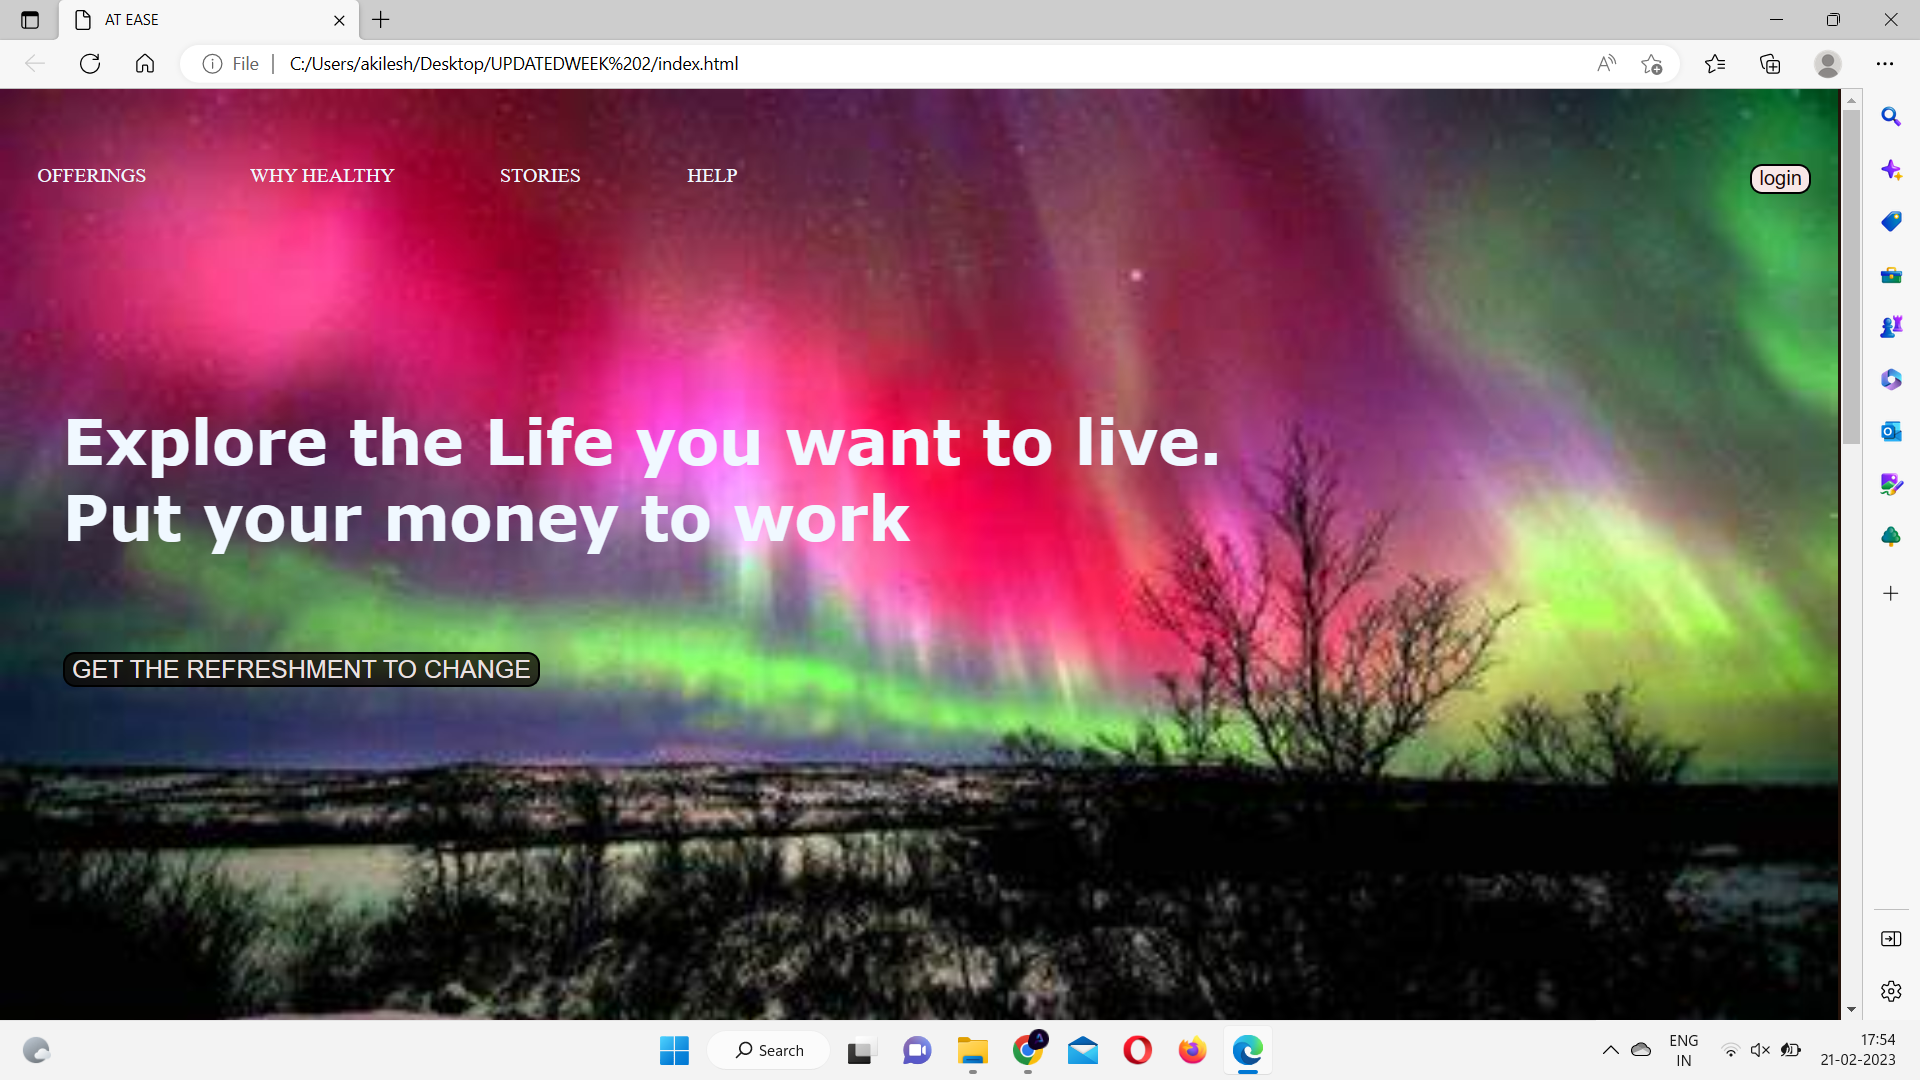 AT EASE
File
C:/Users/akilesh/Desktop/UPDATEDWEEK%202/index.html
OFFERINGS WHY HEALTHY STORIES HELP login
Explore the Life you want to live.
Put your money to work
GET THE REFRESHMENT TO CHANGE
Search
ENG
IN
17:54
21-02-2023